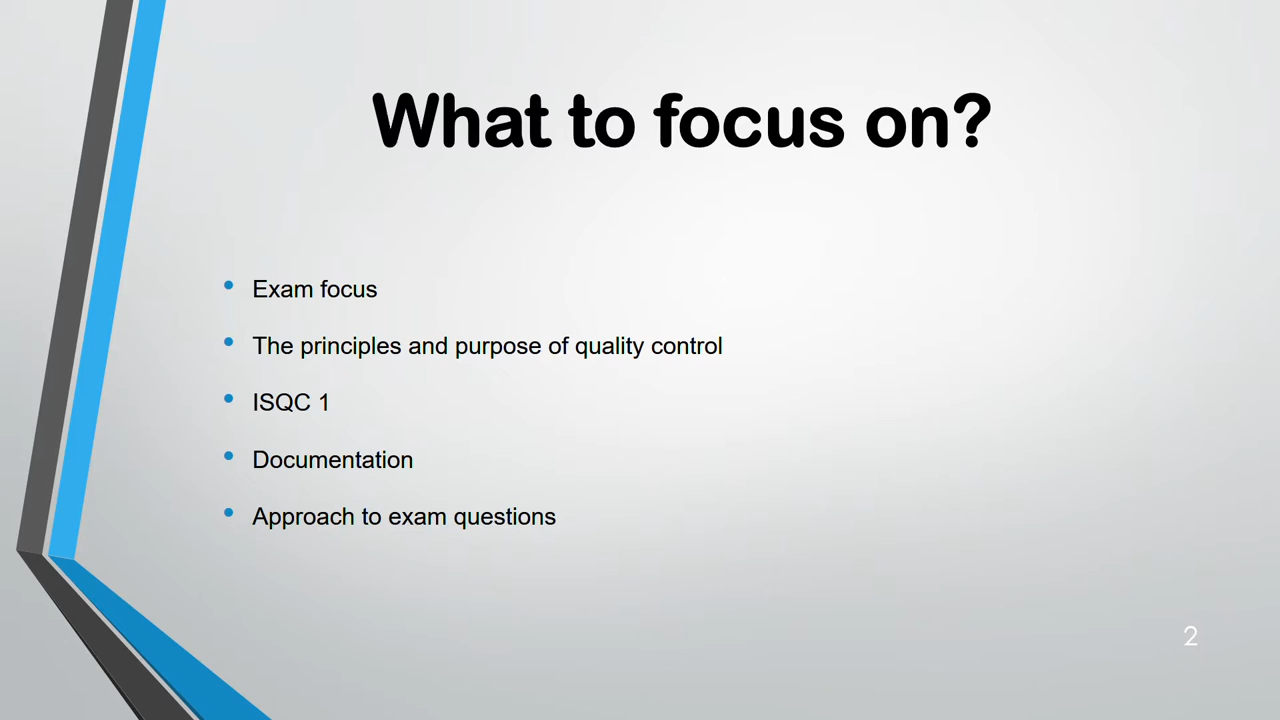 What to focus on?
Exam focus
The principles and purpose of quality control
ISQC 1
Documentation
Approach to exam questions
2